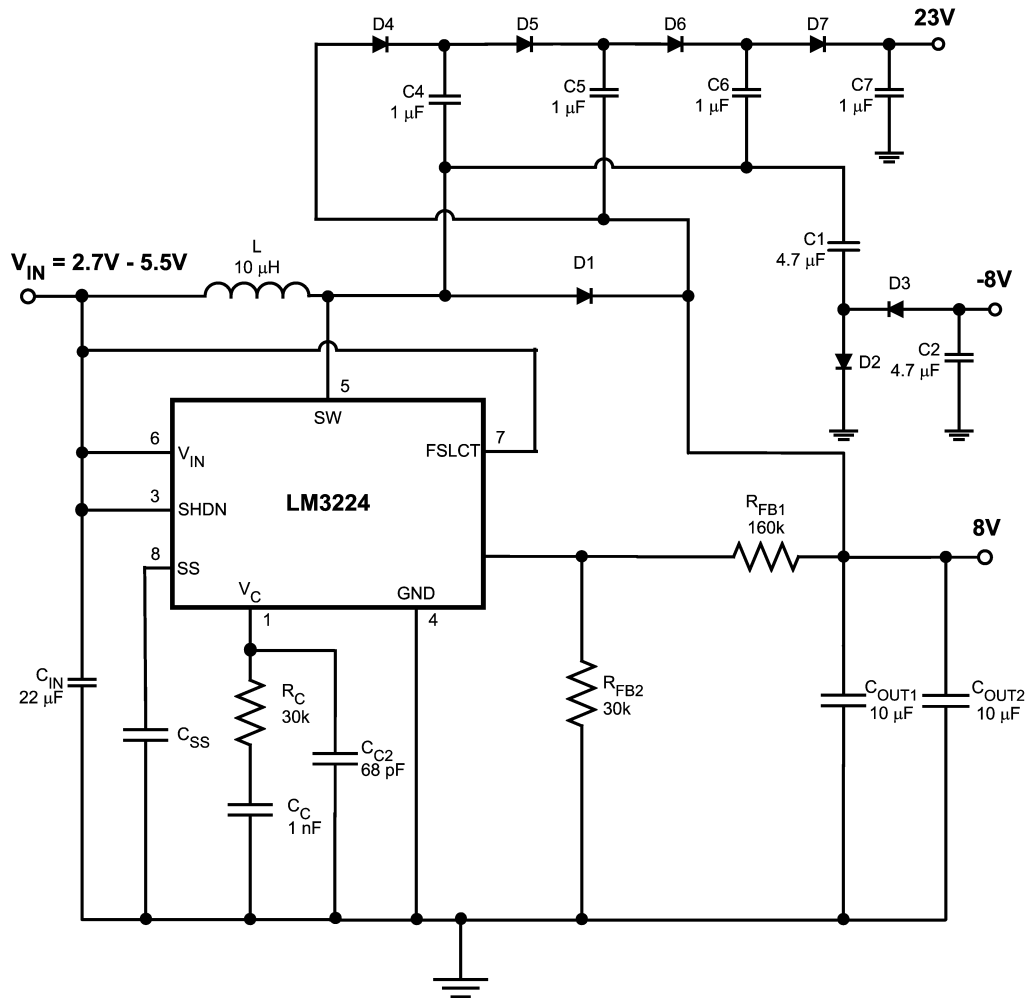 23V
D4
D5
D6
D7
C4
1 µF
C5
1 µF
C6
1 µF
C7
1 µF
C1
4.7 µF
V_IN = 2.7V - 5.5V
L
10 µH
D1
-8V
D3
D2
C2
4.7 µF
5
SW
6
V_IN
7
FSLCT
3
SHDN
LM3224
8
SS
V_C
1
GND
4
R_FB1
160k
8V
C_IN
22 µF
C_SS
R_C
30k
C_C2
68 pF
C_C
1 nF
R_FB2
30k
C_OUT1
10 µF
C_OUT2
10 µF